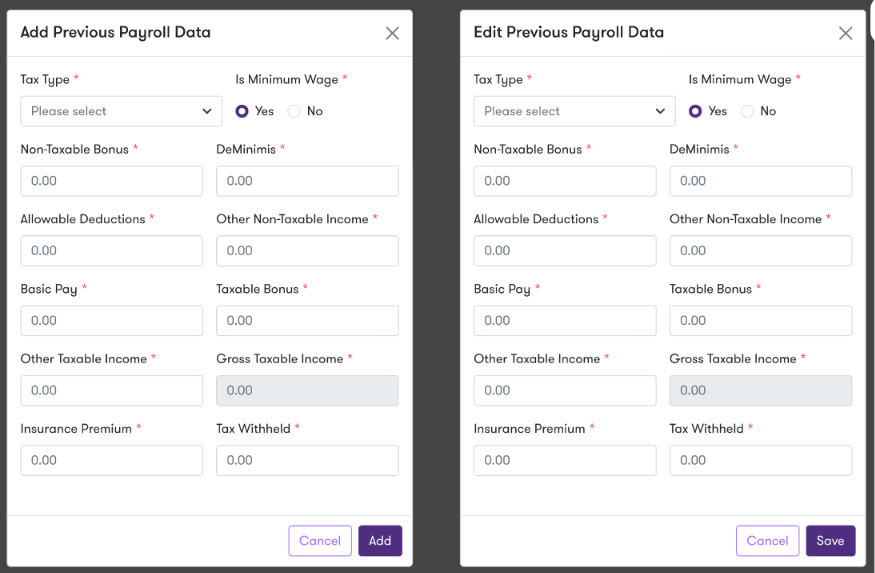 Add Previous Payroll Data
Tax Type *
Is Minimum Wage *
Please select
Yes
No
Non-Taxable Bonus *
DeMinimis *
0.00
0.00
Allowable Deductions *
Other Non-Taxable Income *
0.00
0.00
Basic Pay *
Taxable Bonus *
0.00
0.00
Other Taxable Income *
Gross Taxable Income *
0.00
0.00
Insurance Premium *
Tax Withheld *
0.00
0.00
Cancel
Add
Edit Previous Payroll Data
Tax Type *
Is Minimum Wage *
Please select
Yes
No
Non-Taxable Bonus *
DeMinimis *
0.00
0.00
Allowable Deductions *
Other Non-Taxable Income *
0.00
0.00
Basic Pay *
Taxable Bonus *
0.00
0.00
Other Taxable Income *
Gross Taxable Income *
0.00
0.00
Insurance Premium *
Tax Withheld *
0.00
0.00
Cancel
Save